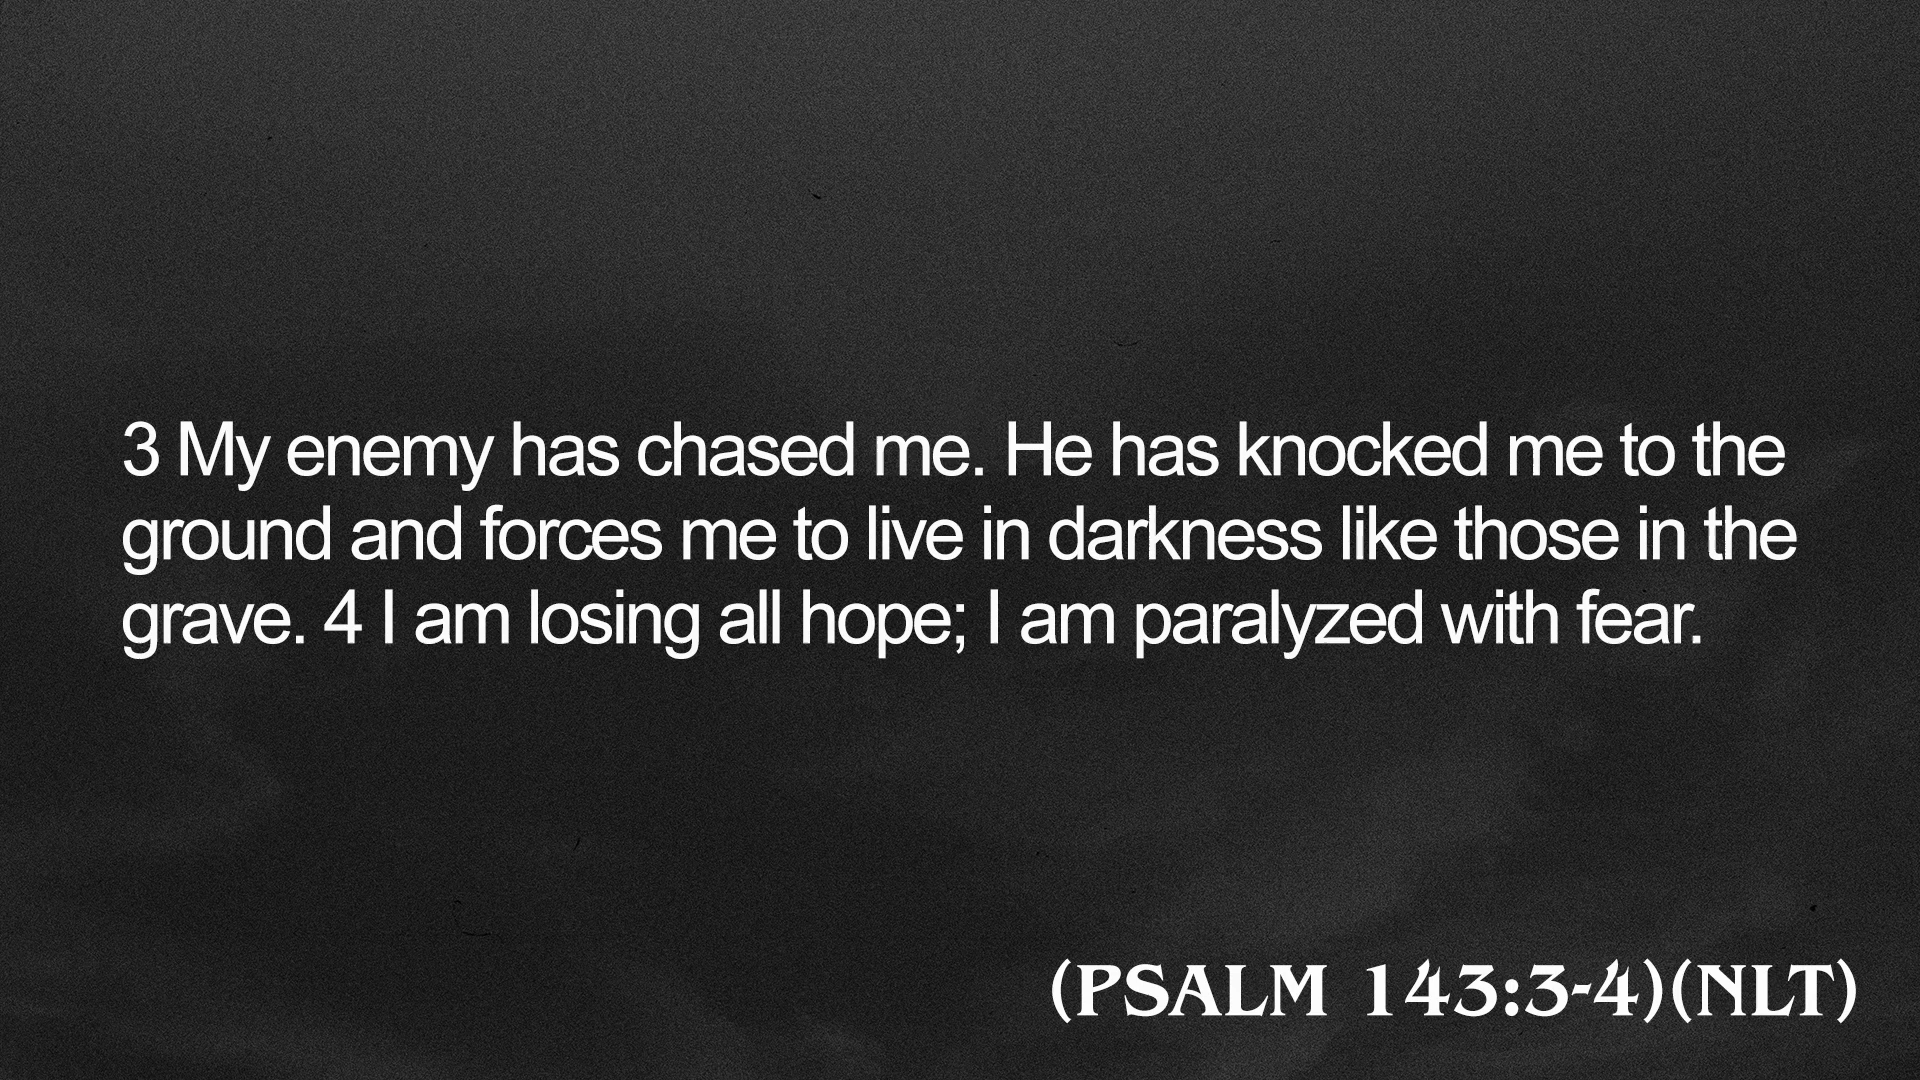 3 My enemy has chased me. He has knocked me to the
ground and forces me to live in darkness like those in the
grave. 4 I am losing all hope; I am paralyzed with fear.
(PSALM 143:3-4)(NLT)